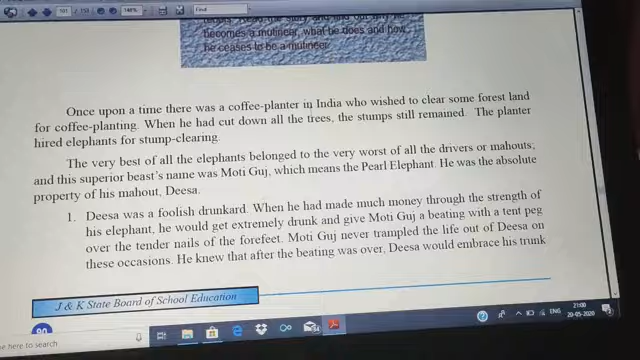 101 / 153
148%
Find
becomes a mutineer, what he does and how
he ceases to be a mutineer.
Once upon a time there was a coffee-planter in India who wished to clear some forest land
for coffee-planting. When he had cut down all the trees, the stumps still remained. The planter
hired elephants for stump-clearing.
The very best of all the elephants belonged to the very worst of all the drivers or mahouts;
and this superior beast's name was Moti Guj, which means the Pearl Elephant. He was the absolute
property of his mahout, Deesa.
1. Deesa was a foolish drunkard. When he had made much money through the strength of
his elephant, he would get extremely drunk and give Moti Guj a beating with a tent peg
over the tender nails of the forefeet. Moti Guj never trampled the life out of Deesa on
these occasions. He knew that after the beating was over, Deesa would embrace his trunk
J & K State Board of School Education
90
e here to search
ENG
21:00
20-05-2020